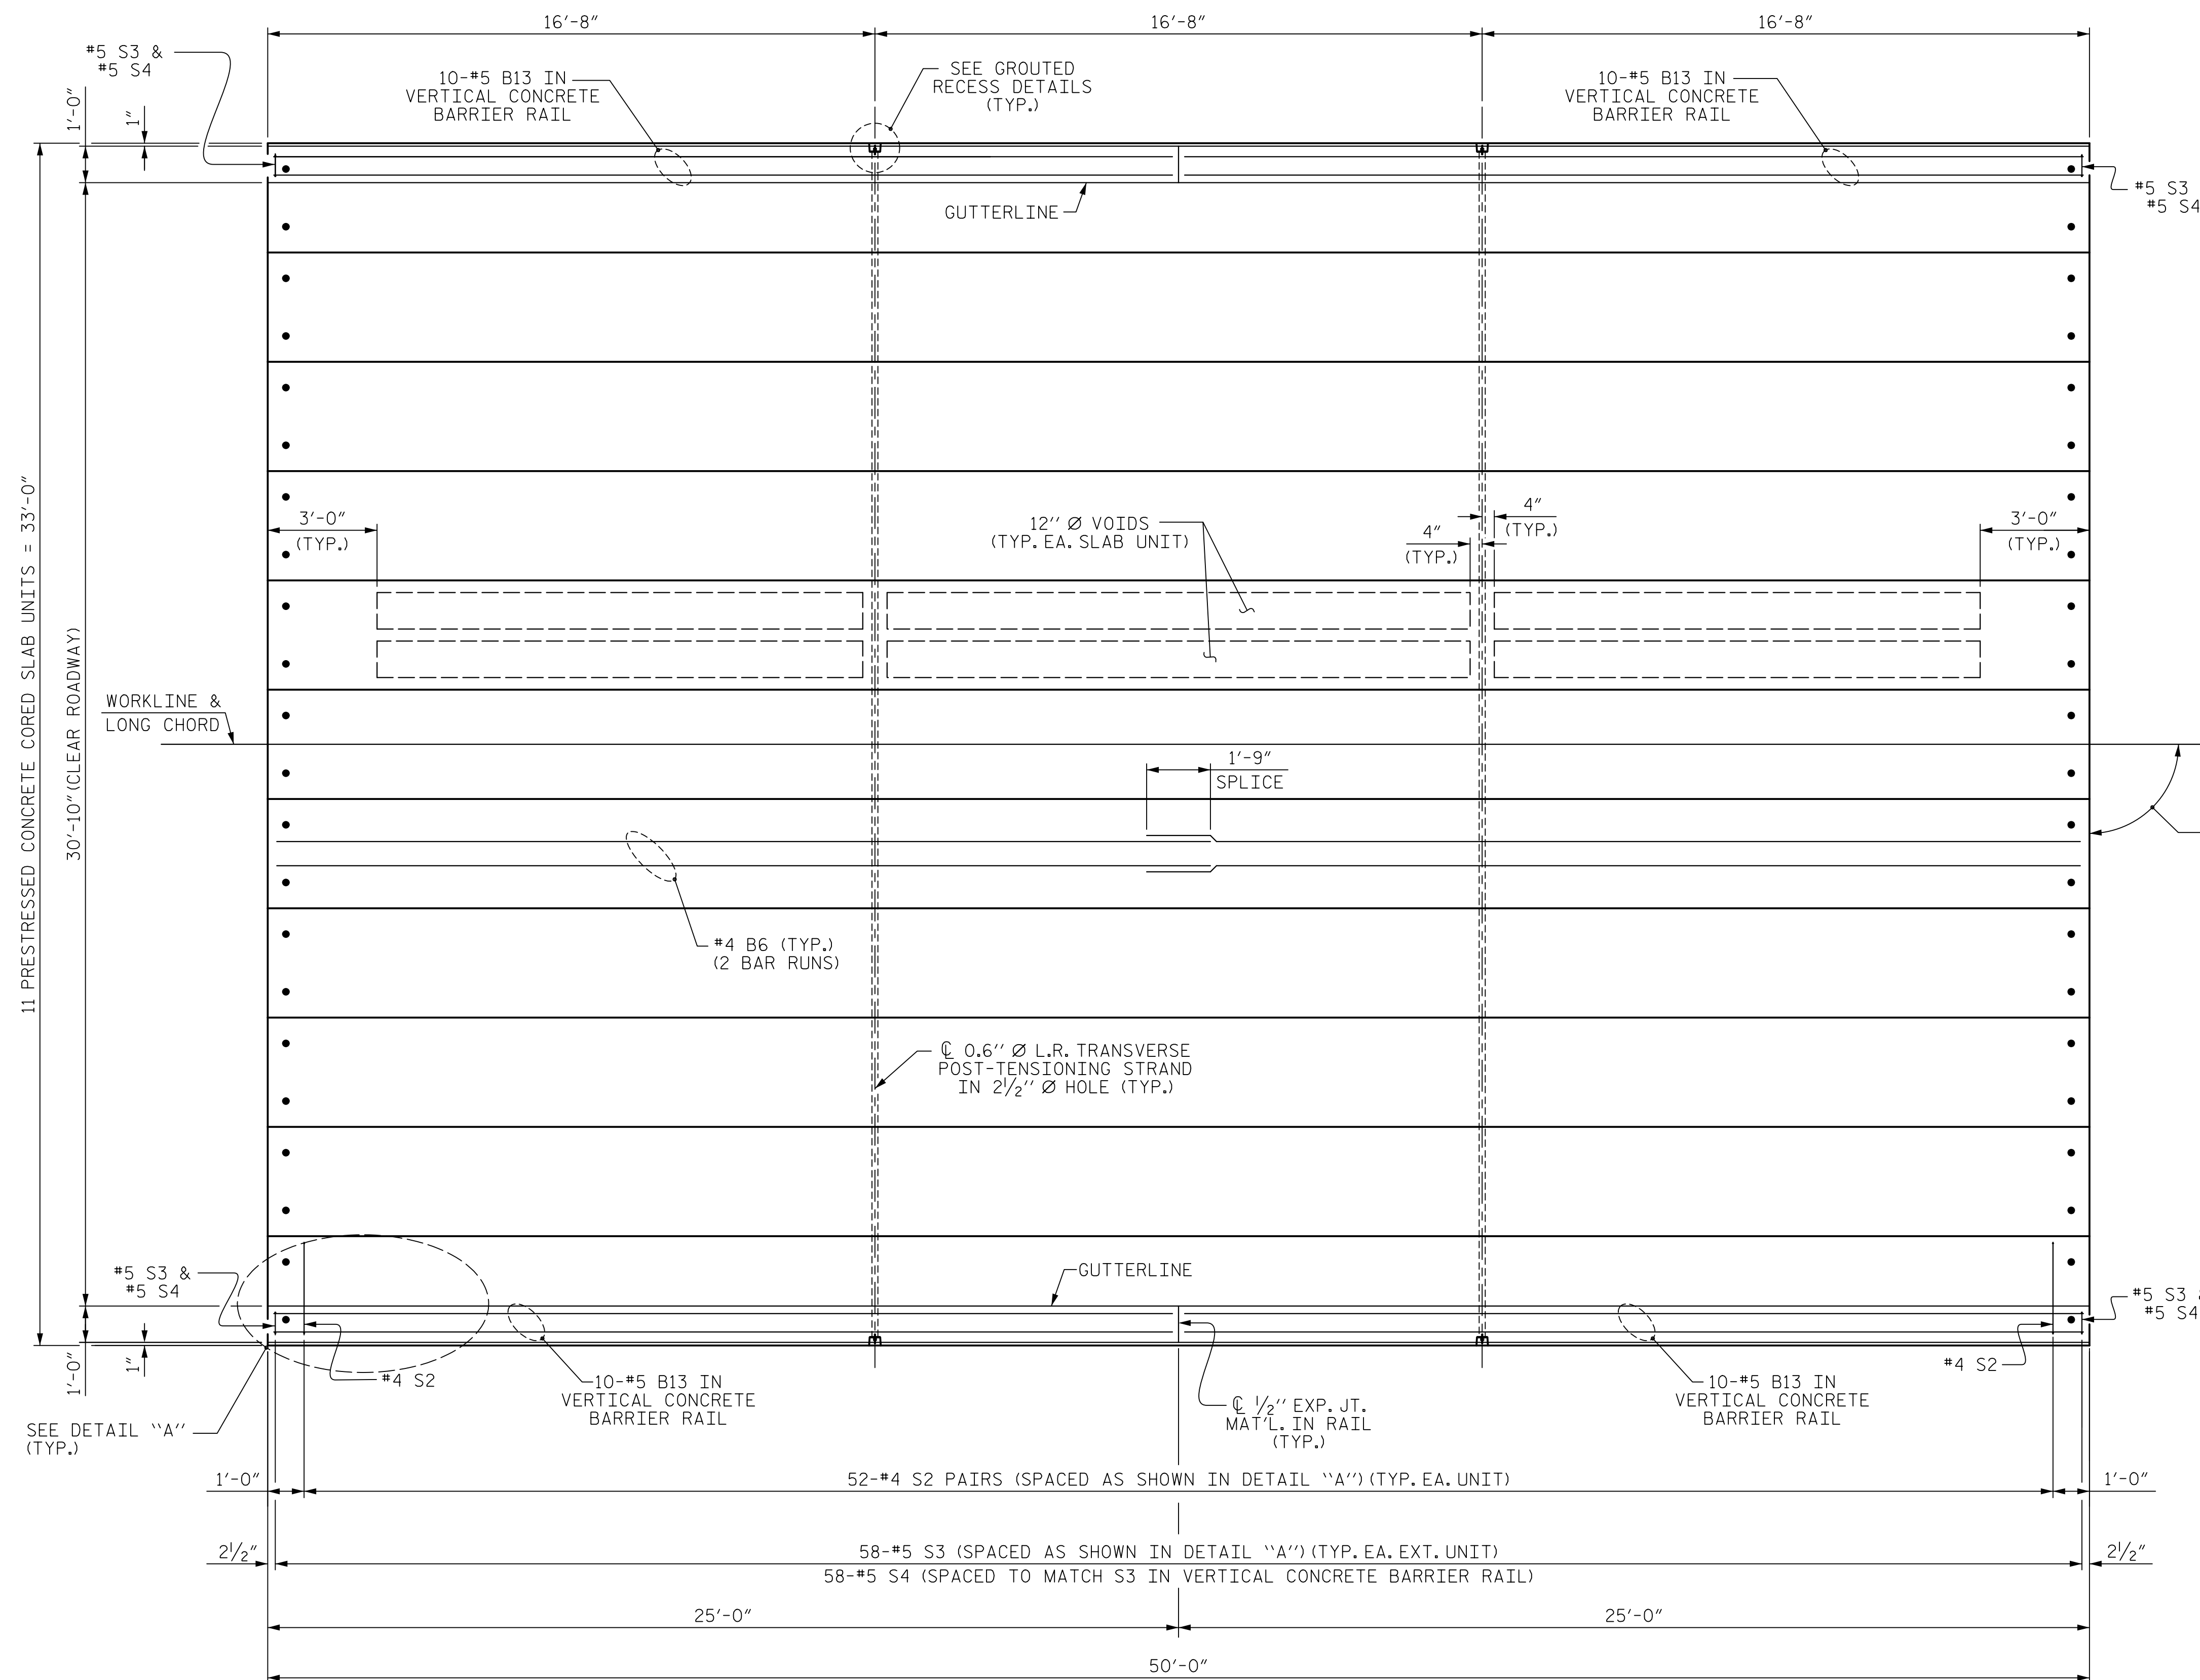 16'-8"
16'-8"
16'-8"
#5 S3 &
#5 S4
10-#5 B13 IN
VERTICAL CONCRETE
BARRIER RAIL
SEE GROUTED
RECESS DETAILS
(TYP.)
10-#5 B13 IN
VERTICAL CONCRETE
BARRIER RAIL
1'-0"
1"
#5 S3
#5 S4
GUTTERLINE
11 PRESTRESSED CONCRETE CORED SLAB UNITS = 33'-0"
30'-10" (CLEAR ROADWAY)
3'-0"
(TYP.)
12'' Ø VOIDS
(TYP. EA. SLAB UNIT)
4"
(TYP.)
4"
(TYP.)
3'-0"
(TYP.)
WORKLINE &
LONG CHORD
1'-9"
SPLICE
#4 B6 (TYP.)
(2 BAR RUNS)
℄ 0.6'' Ø L.R. TRANSVERSE
POST-TENSIONING STRAND
IN 2½'' Ø HOLE (TYP.)
#5 S3 &
#5 S4
GUTTERLINE
#5 S3 &
#5 S4
1'-0"
1"
#4 S2
10-#5 B13 IN
VERTICAL CONCRETE
BARRIER RAIL
℄ ½'' EXP. JT.
MAT'L. IN RAIL
(TYP.)
#4 S2
10-#5 B13 IN
VERTICAL CONCRETE
BARRIER RAIL
SEE DETAIL ``A''
(TYP.)
1'-0"
52-#4 S2 PAIRS (SPACED AS SHOWN IN DETAIL ``A'') (TYP. EA. UNIT)
1'-0"
2½"
58-#5 S3 (SPACED AS SHOWN IN DETAIL ``A'') (TYP. EA. EXT. UNIT)
58-#5 S4 (SPACED TO MATCH S3 IN VERTICAL CONCRETE BARRIER RAIL)
2½"
25'-0"
25'-0"
50'-0"